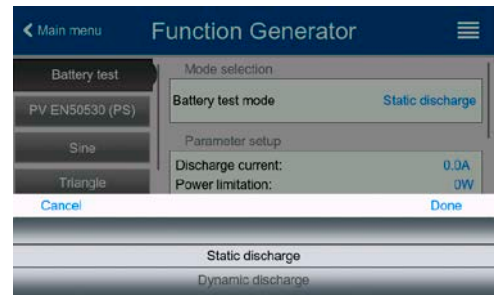 Main menu
Function Generator
Battery test
Mode selection
Battery test mode
Static discharge
PV EN50530 (PS)
Sine
Parameter setup
Discharge current:
0.0A
Triangle
Power limitation:
0W
Cancel
Done
Static discharge
Dynamic discharge